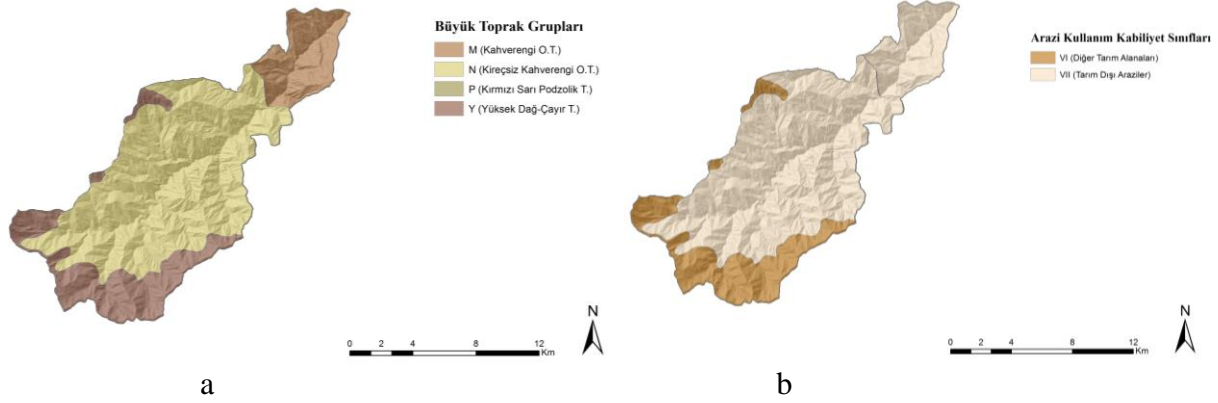 Büyük Toprak Grupları
M (Kahverengi O.T.)
N (Kireçsiz Kahverengi O.T.)
P (Kırmızı Sarı Podzolik T.)
Y (Yüksek Dağ-Çayır T.)
N
0 2 4 8 12
Km
a
Arazi Kullanım Kabiliyet Sınıfları
VI (Diğer Tarım Alanaları)
VII (Tarım Dışı Araziler)
N
0 2 4 8 12
Km
b